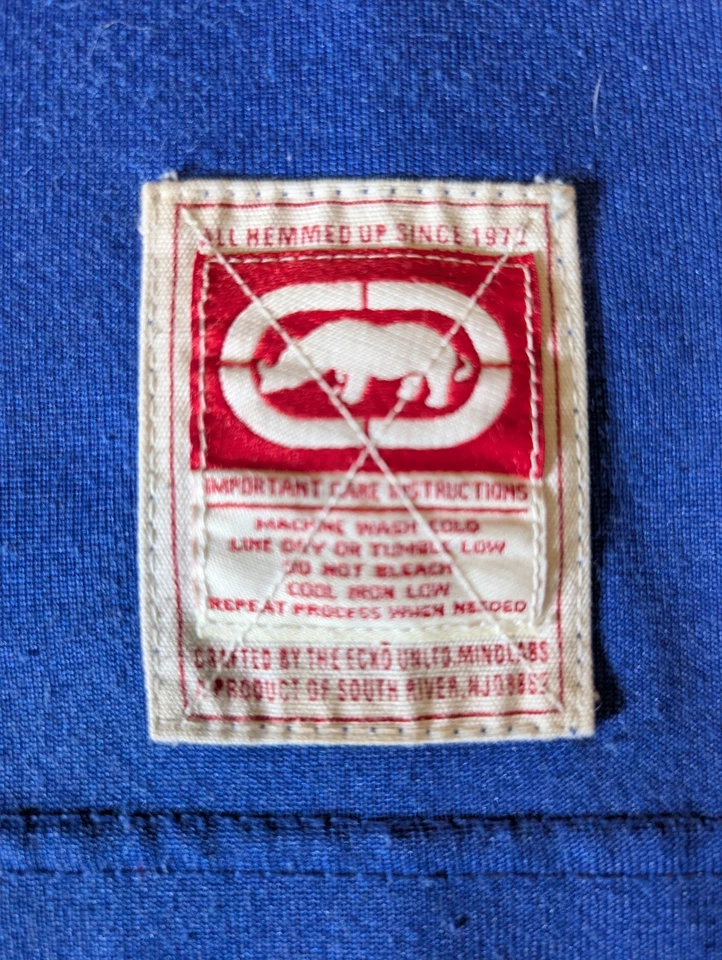 ALL HEMMED UP SINCE 1972
IMPORTANT CARE INSTRUCTIONS
MACHINE WASH COLD
LINE DRY OR TUMBLE LOW
DO NOT BLEACH
COOL IRON LOW
REPEAT PROCESS WHEN NEEDED
CRAFTED BY THE ECKŌ UNLTD. MINDLABS
A PRODUCT OF SOUTH RIVER, NJ 08882